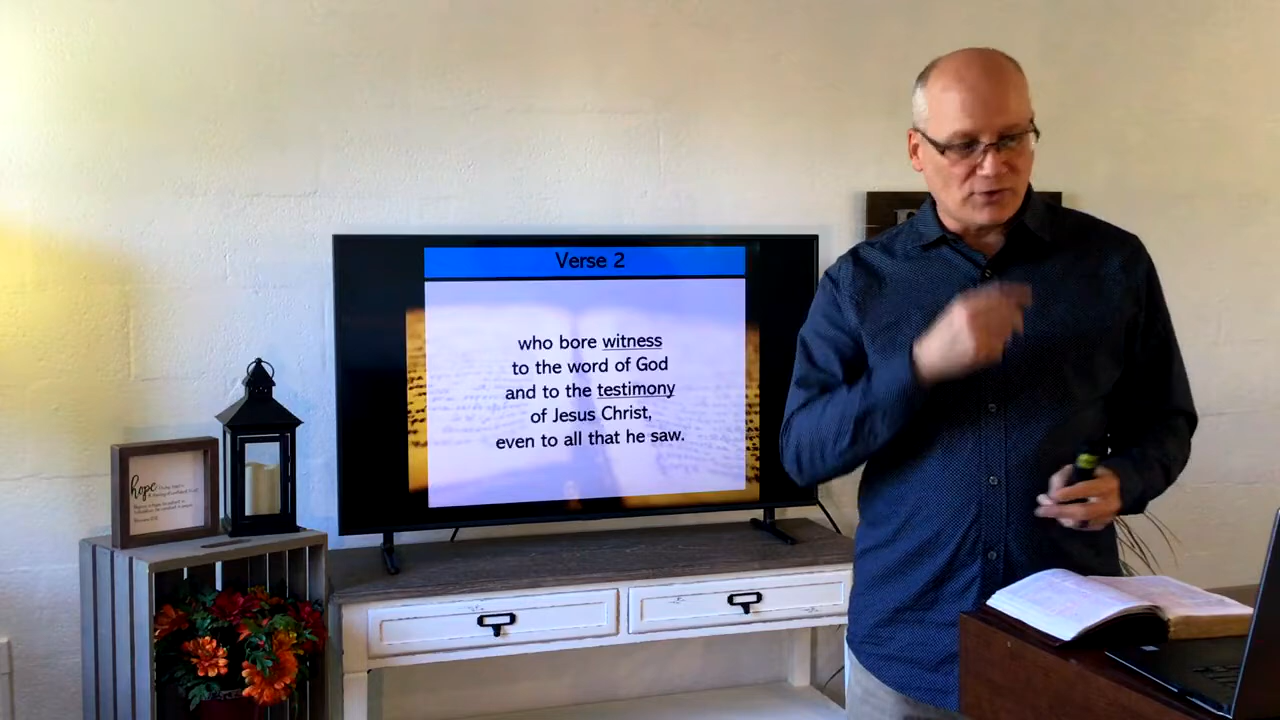 Verse 2
who bore witness
to the word of God
and to the testimony
of Jesus Christ,
even to all that he saw.
hope